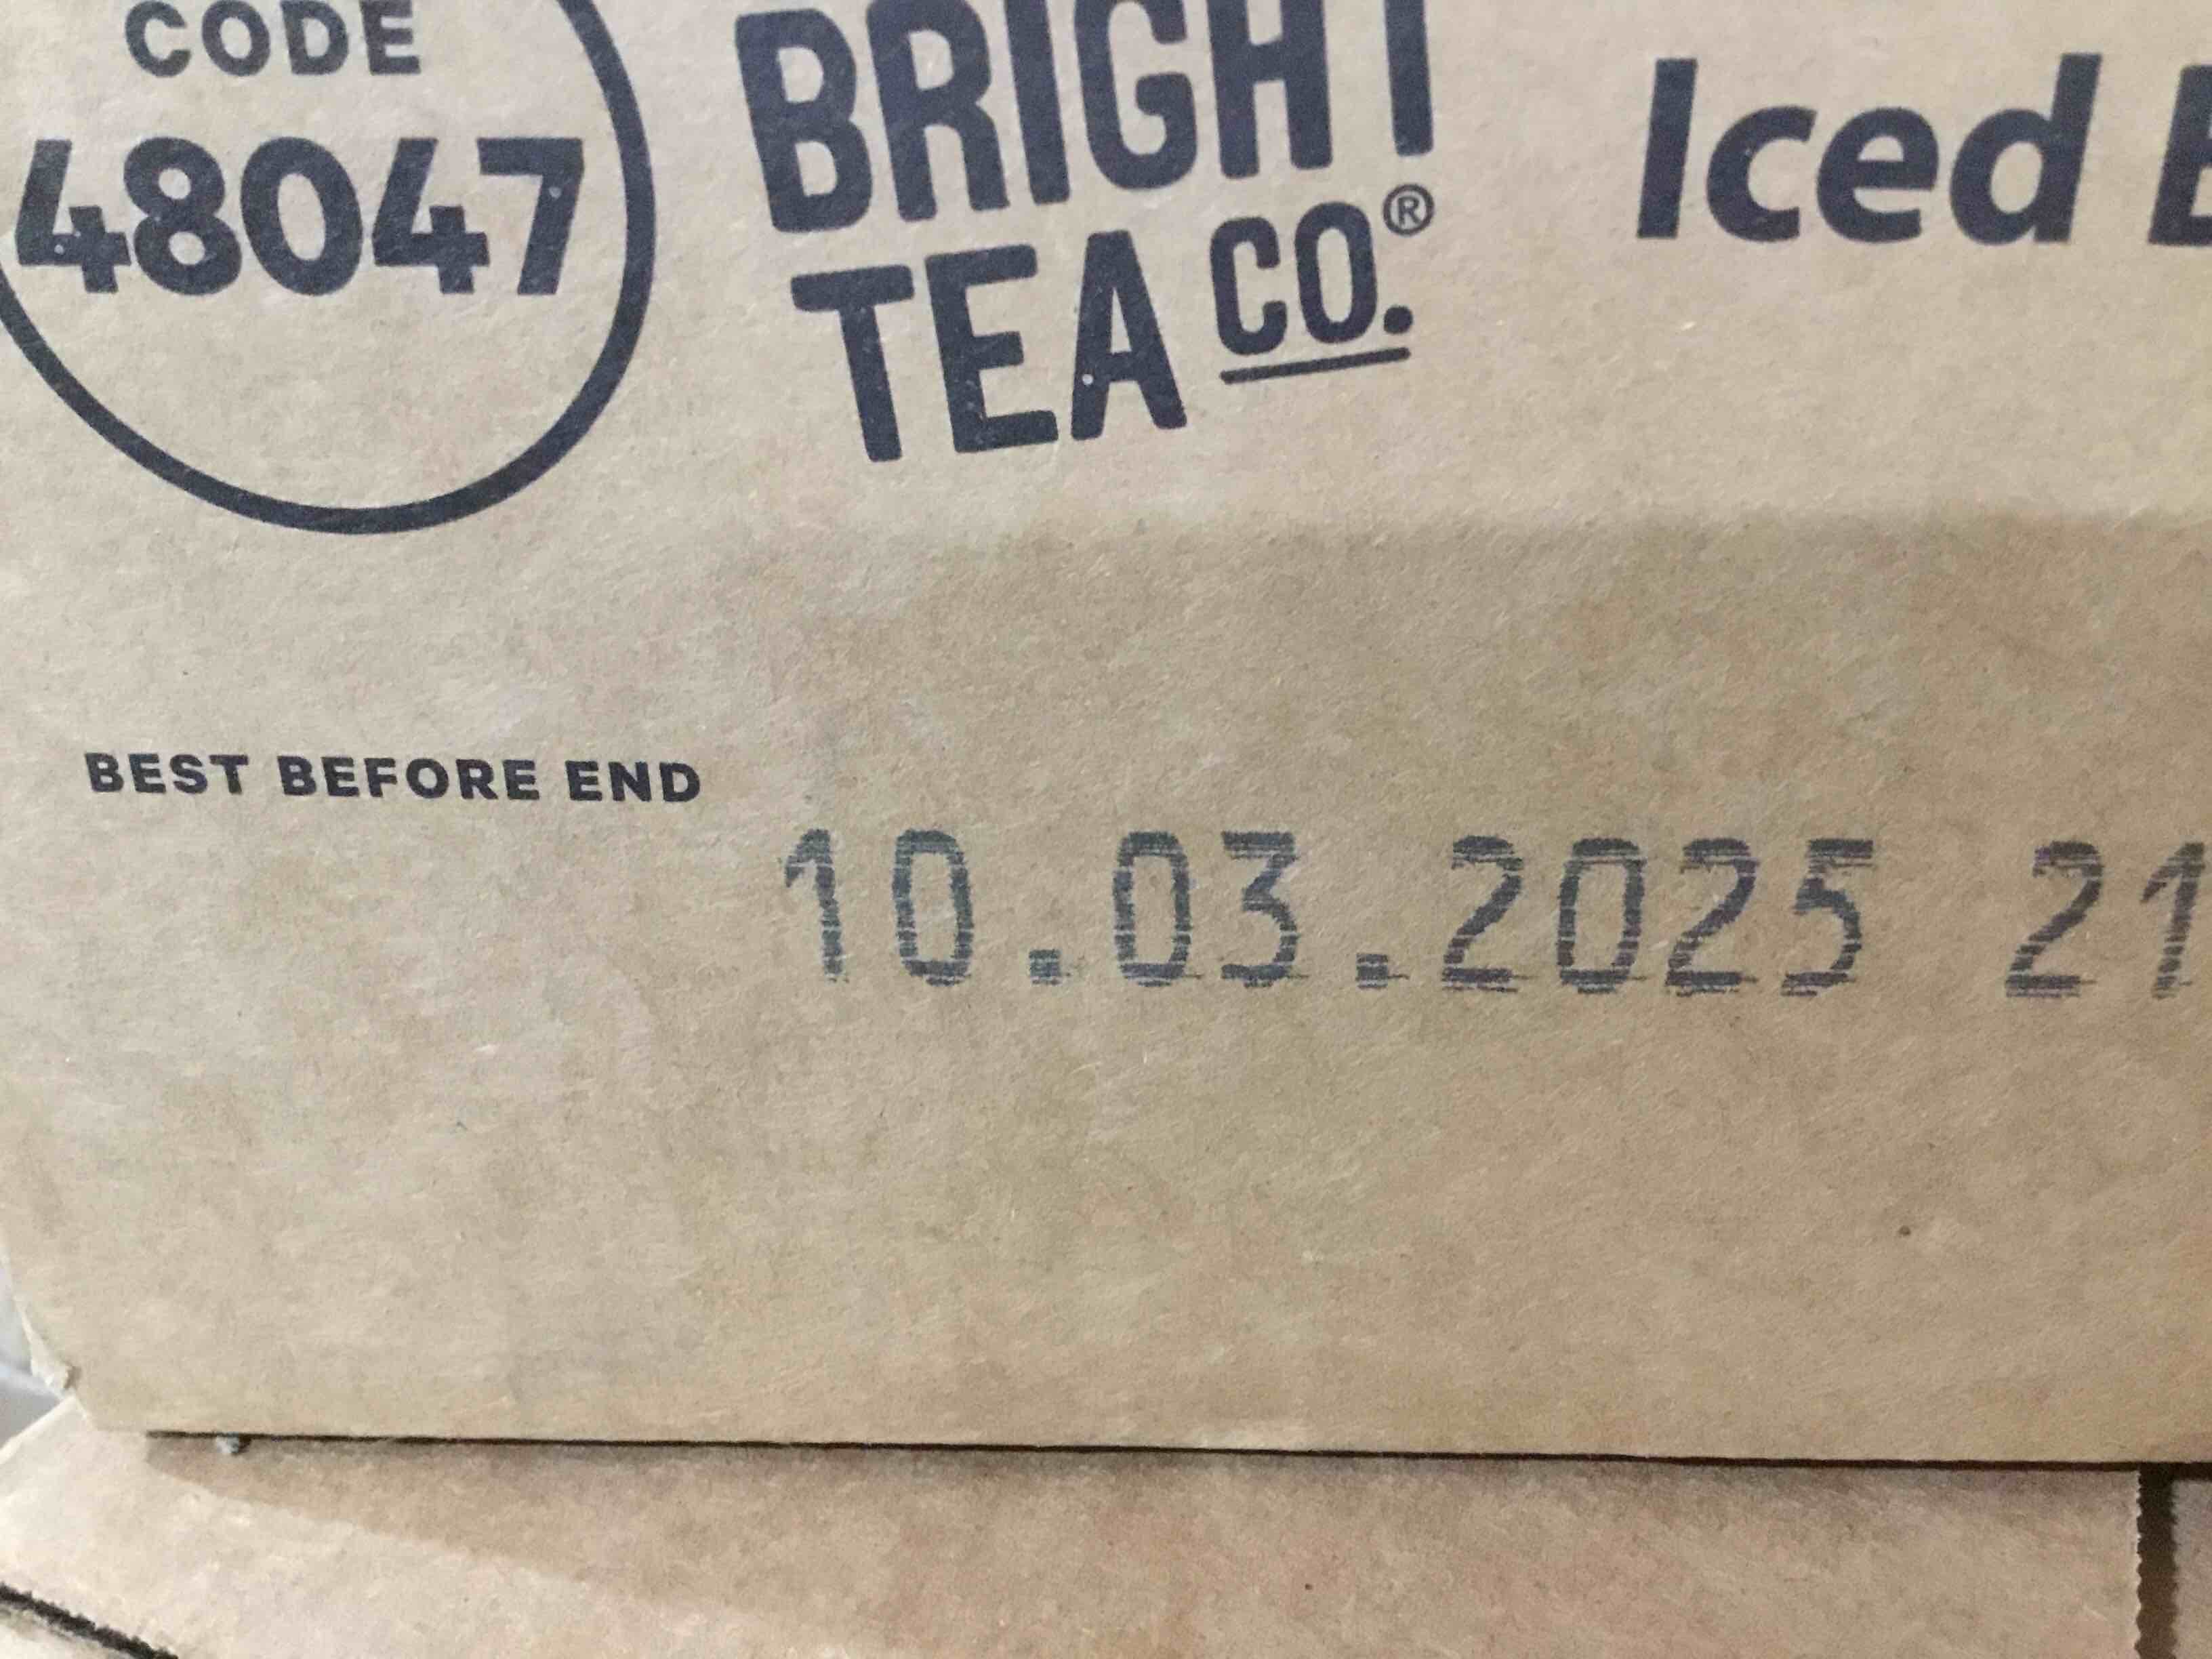 CODE
48047
BRIGHT
TEA CO.®
Iced
BEST BEFORE END
10.03.2025 21